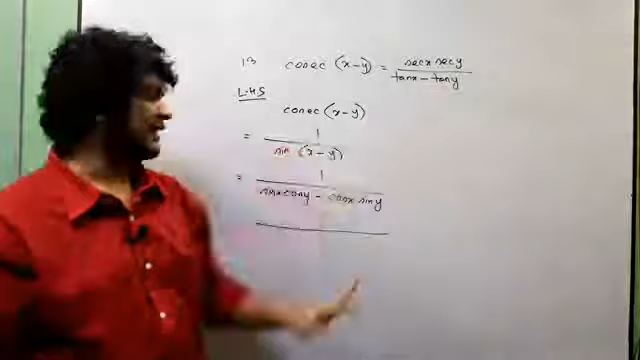 13 cosec (x-y) = secx secy / tanx - tany
L.H.S
cosec (x-y)
= 1 / sin (x-y)
= 1 / sinx cosy - cosx siny